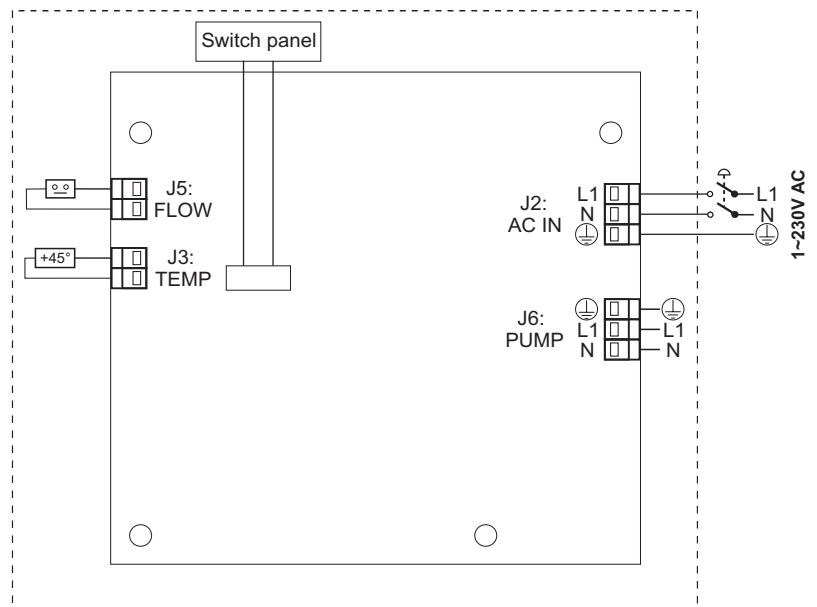 Switch panel
J5:
FLOW
+45°
J3:
TEMP
J2:
AC IN
L1
N
L1
N
1~230V AC
J6:
PUMP
L1
N
L1
N